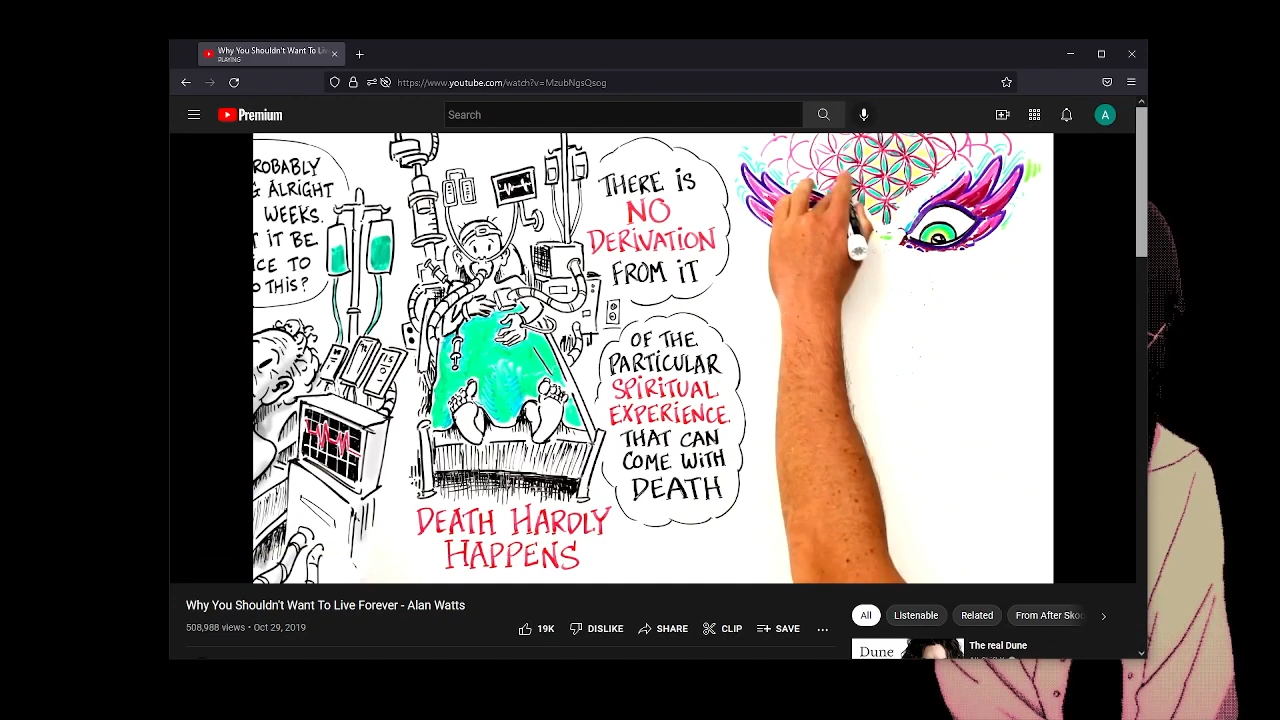 Why You Shouldn't Want To Liv
PLAYING
https://www.youtube.com/watch?v=MzubNgsQsog
Premium
Search
A
ROBABLY
& ALRIGHT
WEEKS.
T IT BE
ICE TO
O THIS?
THERE IS
NO
DERIVATION
FROM IT
OF THE
PARTICULAR
SPIRITUAL
EXPERIENCE
THAT CAN
COME WITH
DEATH
DEATH HARDLY
HAPPENS
Why You Shouldn't Want To Live Forever - Alan Watts
508,988 views • Oct 29, 2019
19K
DISLIKE
SHARE
CLIP
SAVE
All
Listenable
Related
From After Skoo
Dune
The real Dune